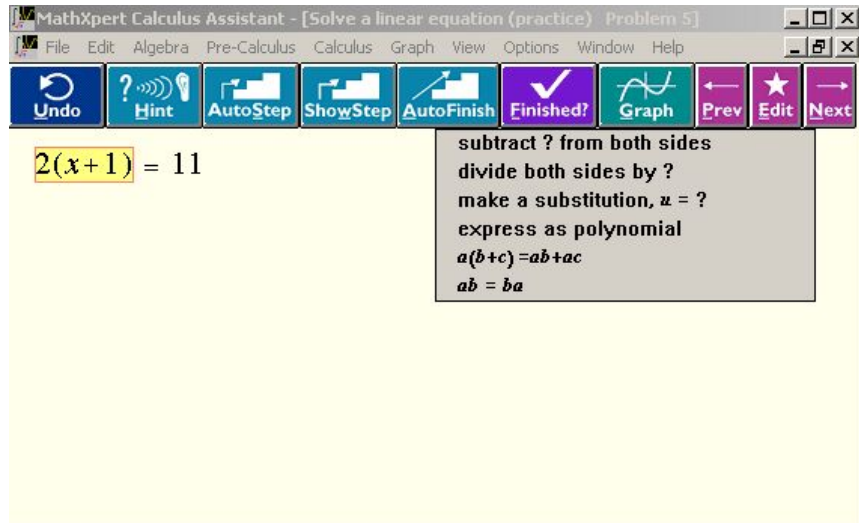 MathXpert Calculus Assistant - [Solve a linear equation (practice) Problem 5]
File Edit Algebra Pre-Calculus Calculus Graph View Options Window Help
Undo ? Hint AutoStep ShowStep AutoFinish Finished? Graph Prev Edit Next
2(x+1) = 11
subtract ? from both sides
divide both sides by ?
make a substitution, u = ?
express as polynomial
a(b+c)=ab+ac
ab = ba